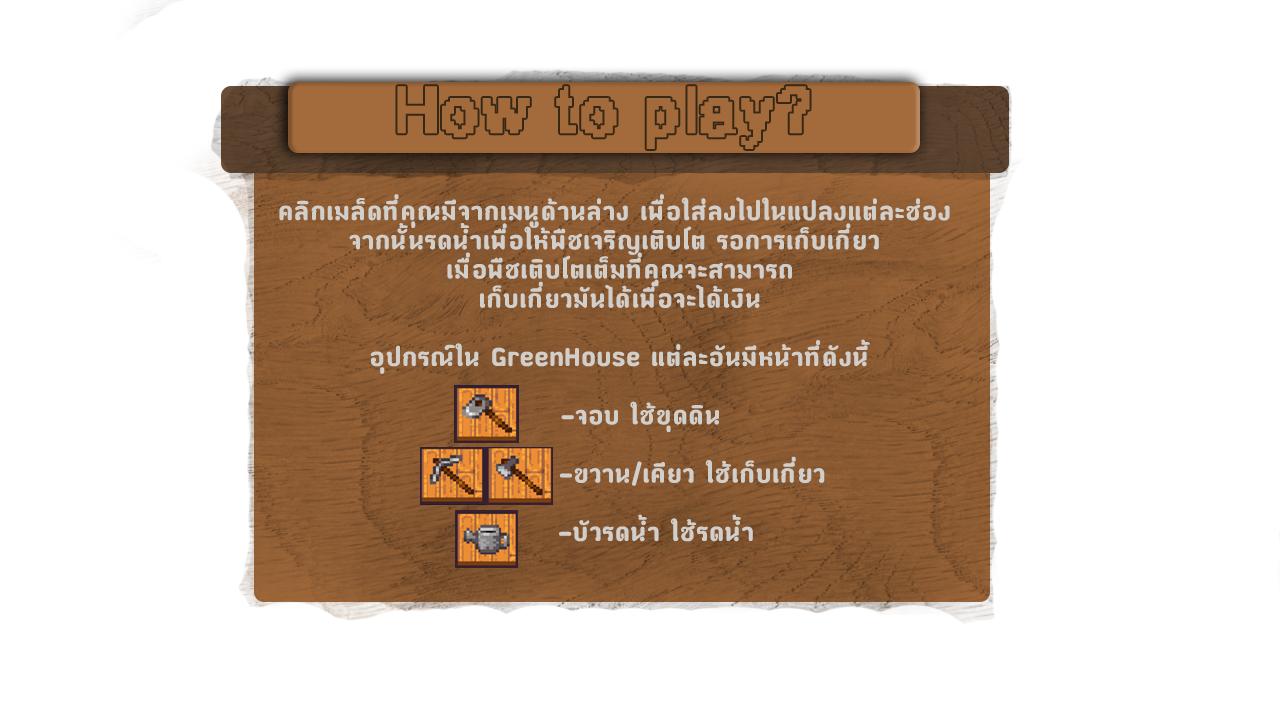 How to play?
คลิกเมล็ดที่คุณมีจากเมนูด้านล่าง เพื่อใส่ลงไปในแปลงแต่ละช่อง
จากนั้นรดน้ำเพื่อให้พืชเจริญเติบโต รอการเก็บเกี่ยว
เมื่อพืชเติบโตเต็มที่คุณจะสามารถ
เก็บเกี่ยวมันได้เพื่อจะได้เงิน
อุปกรณ์ใน GreenHouse แต่ละอันมีหน้าที่ดังนี้
-จอบ ใช้ขุดดิน
-ขวาน/เคียว ใช้เก็บเกี่ยว
-บัวรดน้ำ ใช้รดน้ำ